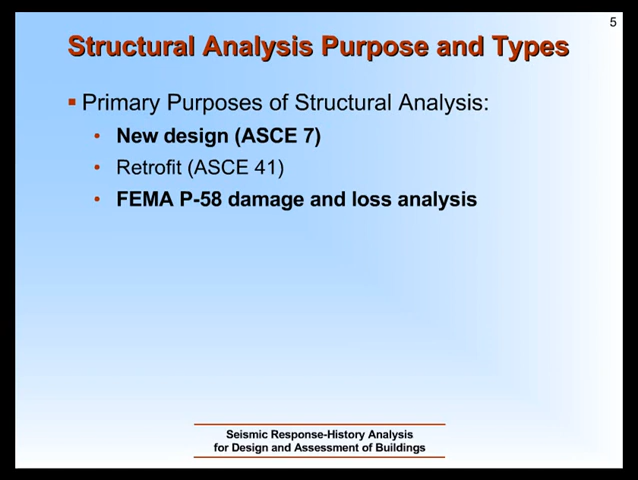 5
Structural Analysis Purpose and Types
▪ Primary Purposes of Structural Analysis:
• New design (ASCE 7)
• Retrofit (ASCE 41)
• FEMA P-58 damage and loss analysis
Seismic Response-History Analysis
for Design and Assessment of Buildings